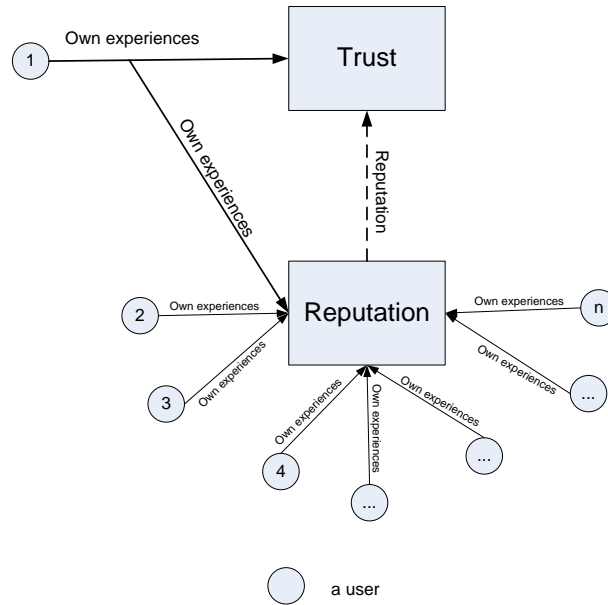 Own experiences
1
Trust
Own experiences
Reputation
Reputation
2
Own experiences
Own experiences
n
3
Own experiences
Own experiences
...
4
Own experiences
Own experiences
Own experiences
...
...
a user